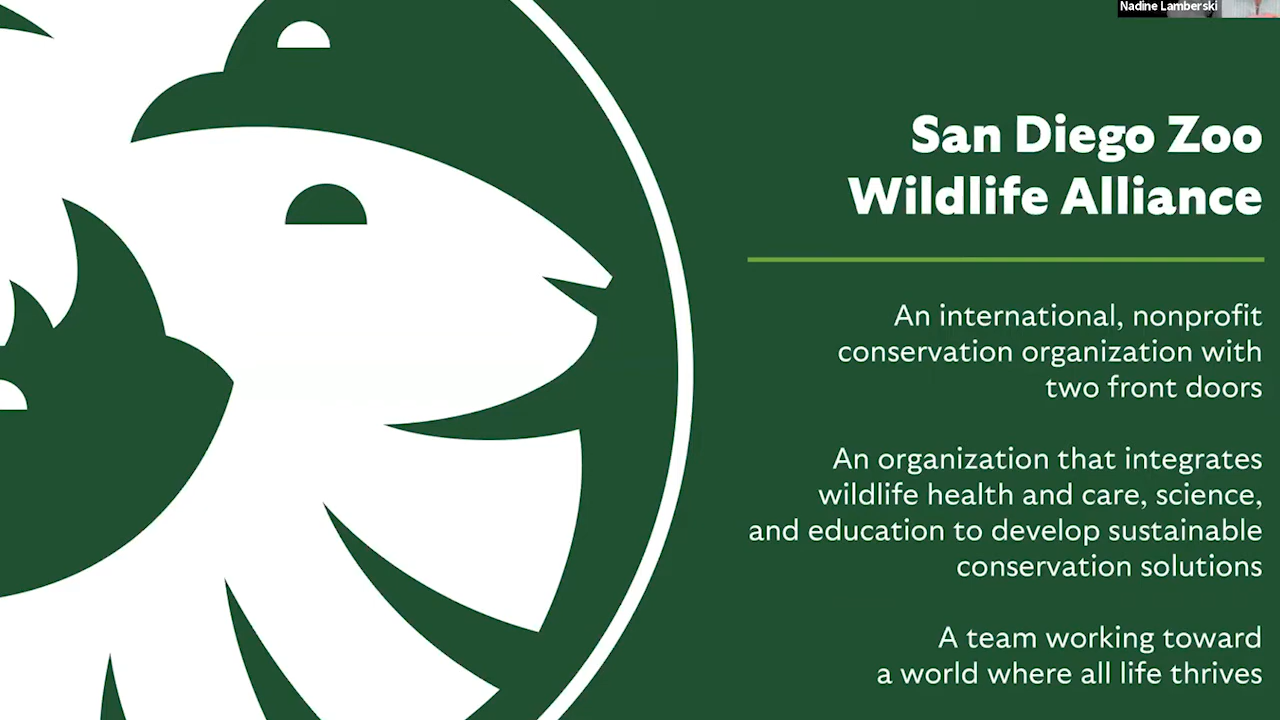 Nadine Lamberski
San Diego Zoo
Wildlife Alliance
An international, nonprofit
conservation organization with
two front doors
An organization that integrates
wildlife health and care, science,
and education to develop sustainable
conservation solutions
A team working toward
a world where all life thrives